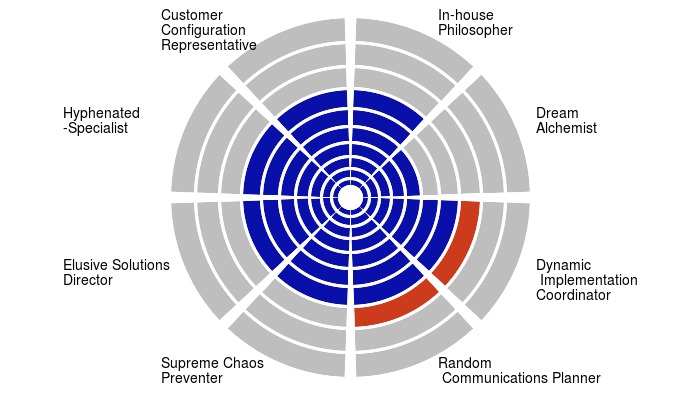 Customer
Configuration
Representative
In-house
Philosopher
Hyphenated
-Specialist
Dream
Alchemist
Elusive Solutions
Director
Dynamic
Implementation
Coordinator
Supreme Chaos
Preventer
Random
Communications Planner